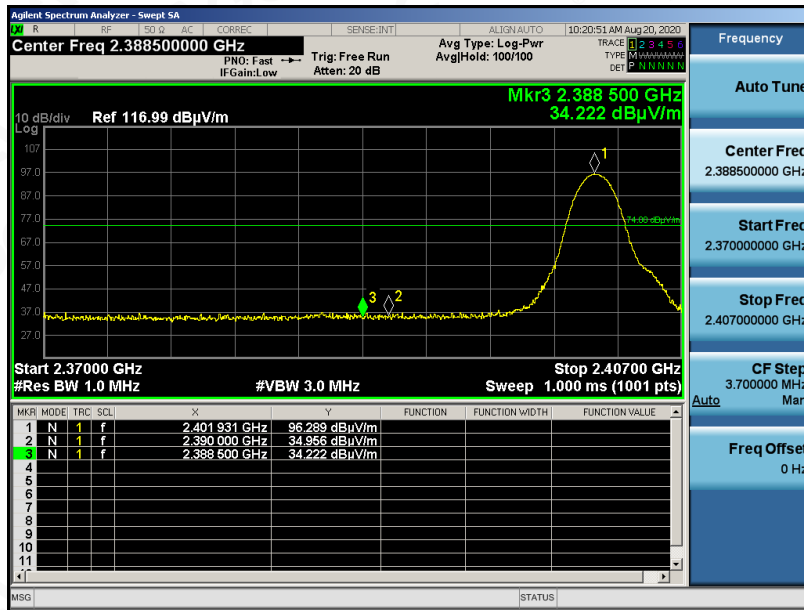 Agilent Spectrum Analyzer - Swept SA
LXI R RF 50 Ω AC CORREC SENSE:INT ALIGN AUTO 10:20:51 AM Aug 20, 2020
Center Freq 2.388500000 GHz
PNO: Fast
IFGain:Low
Trig: Free Run
Atten: 20 dB
Avg Type: Log-Pwr
Avg|Hold: 100/100
TRACE 1 2 3 4 5 6
TYPE M WWWWW
DET P N N N N N
Mkr3 2.388 500 GHz
34.222 dBμV/m
10 dB/div Ref 116.99 dBμV/m
Log
107
97.0
87.0
77.0
67.0
57.0
47.0
37.0
27.0
1
74.00 dBμV/m
3
2
Start 2.37000 GHz Stop 2.40700 GHz
#Res BW 1.0 MHz #VBW 3.0 MHz Sweep 1.000 ms (1001 pts)
MKR MODE TRC SCL X Y FUNCTION FUNCTION WIDTH FUNCTION VALUE
1 N 1 f 2.401 931 GHz 96.289 dBμV/m
2 N 1 f 2.390 000 GHz 34.956 dBμV/m
3 N 1 f 2.388 500 GHz 34.222 dBμV/m
4
5
6
7
8
9
10
11
MSG STATUS
Frequency
Auto Tune
Center Freq
2.388500000 GHz
Start Freq
2.370000000 GHz
Stop Freq
2.407000000 GHz
CF Step
3.700000 MHz
Auto Man
Freq Offset
0 Hz